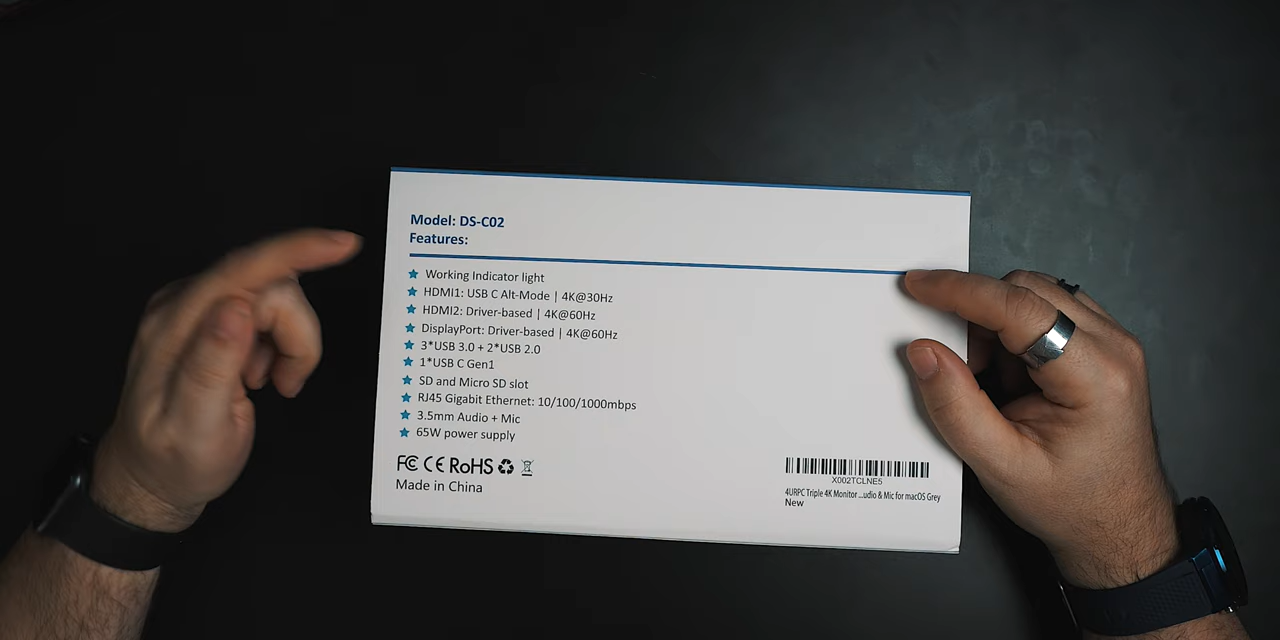 Model: DS-C02
Features:
Working Indicator light
HDMI1: USB C Alt-Mode | 4K@30Hz
HDMI2: Driver-based | 4K@60Hz
DisplayPort: Driver-based | 4K@60Hz
3*USB 3.0 + 2*USB 2.0
1*USB C Gen1
SD and Micro SD slot
RJ45 Gigabit Ethernet: 10/100/1000mbps
3.5mm Audio + Mic
65W power supply
FC CE RoHS
Made in China
X002TCLNE5
4URPC Triple 4K Monitor ...udio & Mic for macOS Grey
New